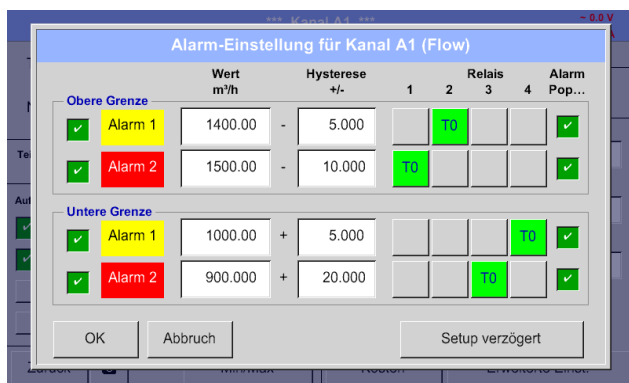 *** Kanal A1 ***
~ 0.0 V
Alarm-Einstellung für Kanal A1 (Flow)
Wert Hysterese Relais Alarm
m³/h +/- 1 2 3 4 Pop...
Obere Grenze
Alarm 1 1400.00 - 5.000 T0
Alarm 2 1500.00 - 10.000 T0
Untere Grenze
Alarm 1 1000.00 + 5.000 T0
Alarm 2 900.000 + 20.000 T0
OK Abbruch Setup verzögert
Zurück Min/Max Kosten Erweiterte Einst.